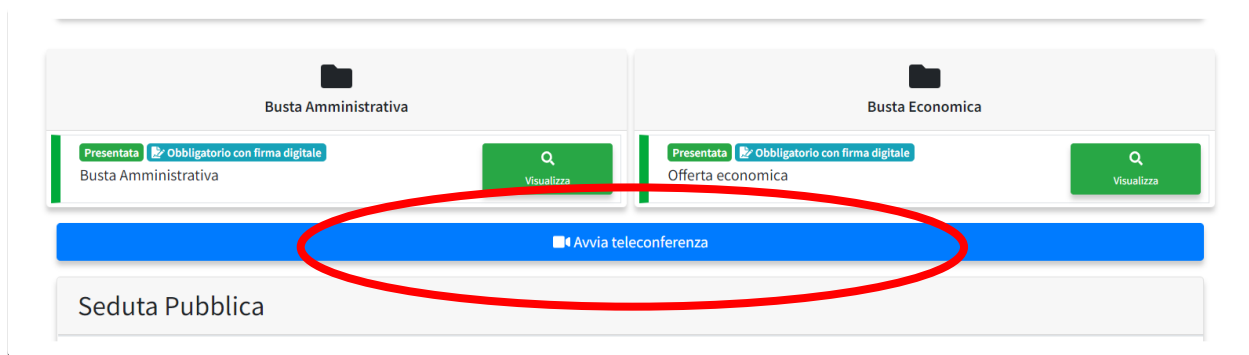 Busta Amministrativa
Presentata Obbligatorio con firma digitale
Busta Amministrativa
Visualizza
Busta Economica
Presentata Obbligatorio con firma digitale
Offerta economica
Visualizza
Avvia teleconferenza
Seduta Pubblica